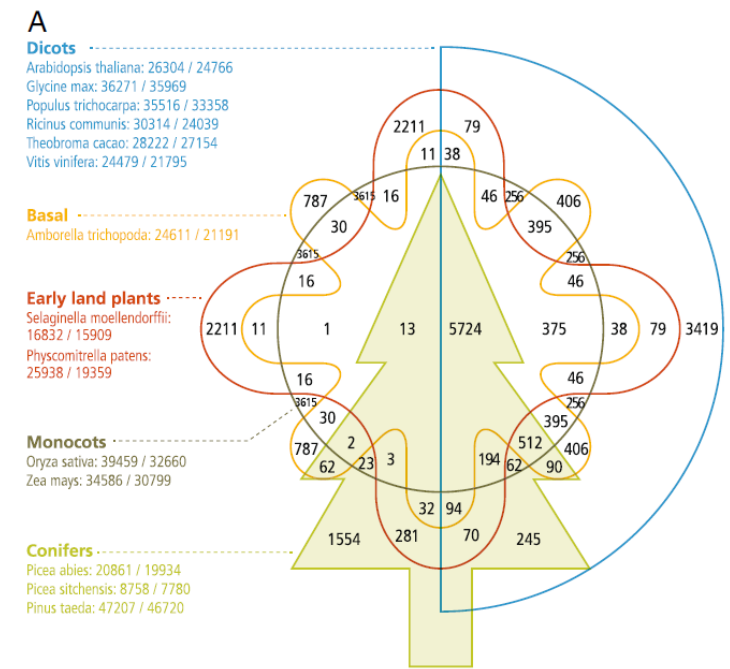 A
Dicots
Arabidopsis thaliana: 26304 / 24766
Glycine max: 36271 / 35969
Populus trichocarpa: 35516 / 33358
Ricinus communis: 30314 / 24039
Theobroma cacao: 28222 / 27154
Vitis vinifera: 24479 / 21795
Basal
Amborella trichopoda: 24611 / 21191
Early land plants
Selaginella moellendorffii:
16832 / 15909
Physcomitrella patens:
25938 / 19359
Monocots
Oryza sativa: 39459 / 32660
Zea mays: 34586 / 30799
Conifers
Picea abies: 20861 / 19934
Picea sitchensis: 8758 / 7780
Pinus taeda: 47207 / 46720
2211 79
11 38
787 3615 16 46 256 406
30 395
3615 256
16 46
2211 11 1 13 5724 375 38 79 3419
16 46
3615 256
30 395
787 2 512 406
62 23 3 194 62 90
32 94
1554 281 70 245